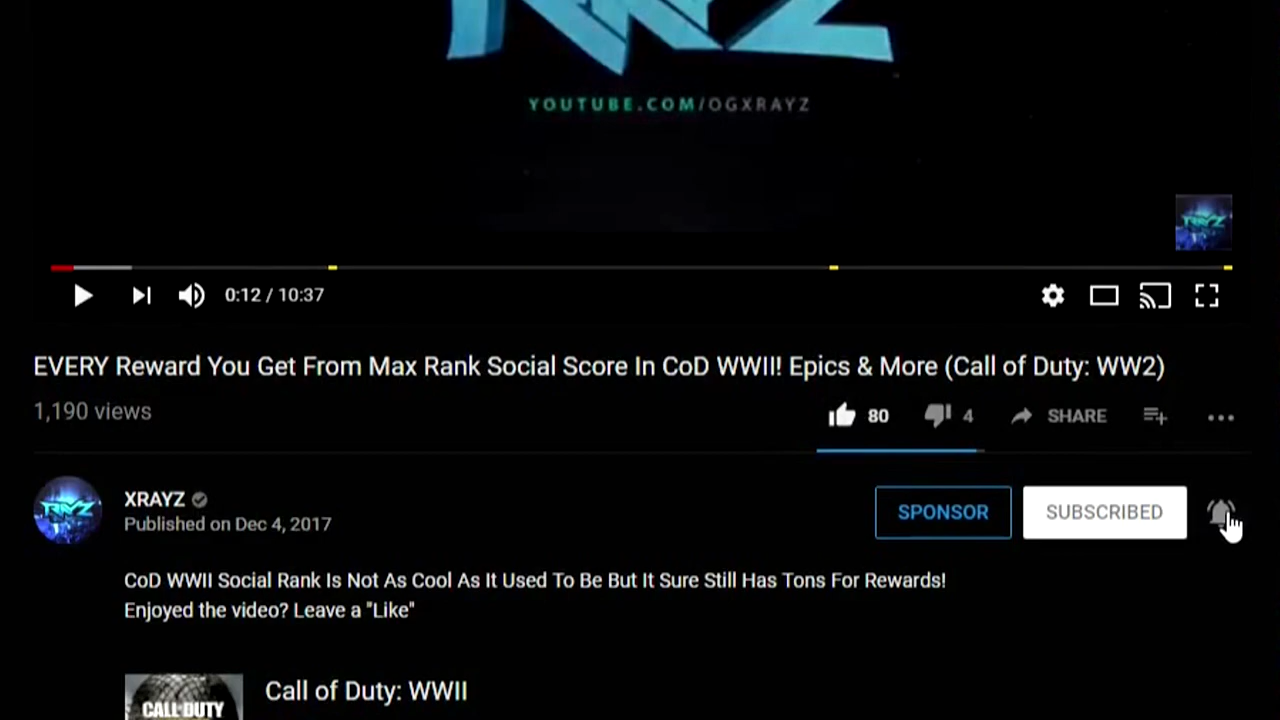 RAYZ
YOUTUBE.COM/OGXRAYZ
RAYZ
0:12 / 10:37
EVERY Reward You Get From Max Rank Social Score In CoD WWII! Epics & More (Call of Duty: WW2)
1,190 views
80
4
SHARE
RAYZ
XRAYZ
Published on Dec 4, 2017
SPONSOR
SUBSCRIBED
CoD WWII Social Rank Is Not As Cool As It Used To Be But It Sure Still Has Tons For Rewards!
Enjoyed the video? Leave a "Like"
CALL DUTY
Call of Duty: WWII